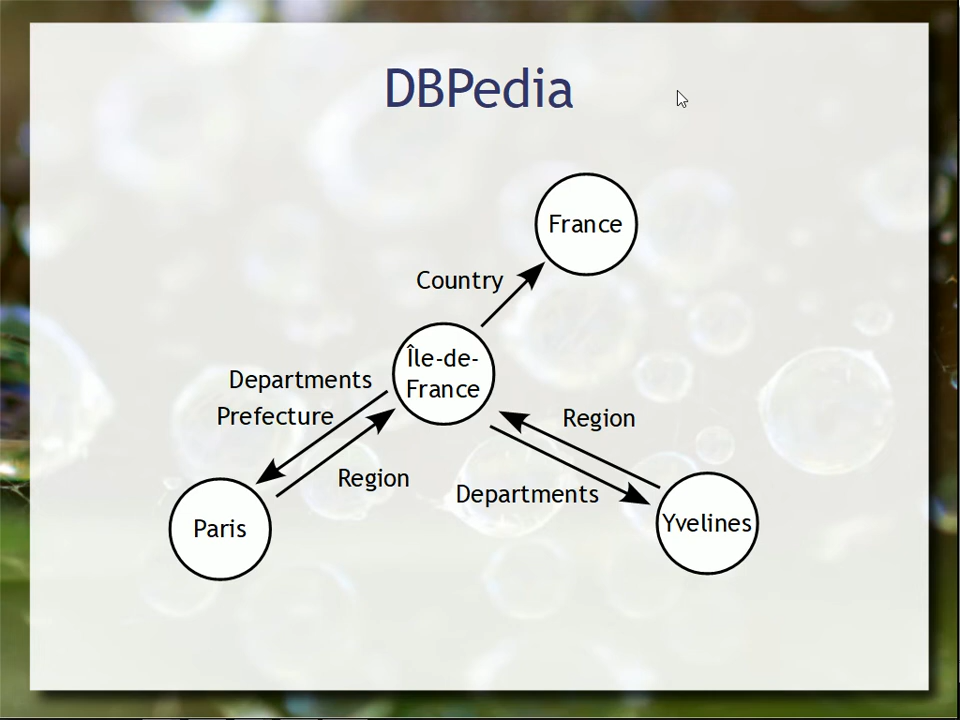 DBPedia
France
Country
Île-de-
France
Departments
Prefecture
Region
Region
Departments
Paris
Yvelines